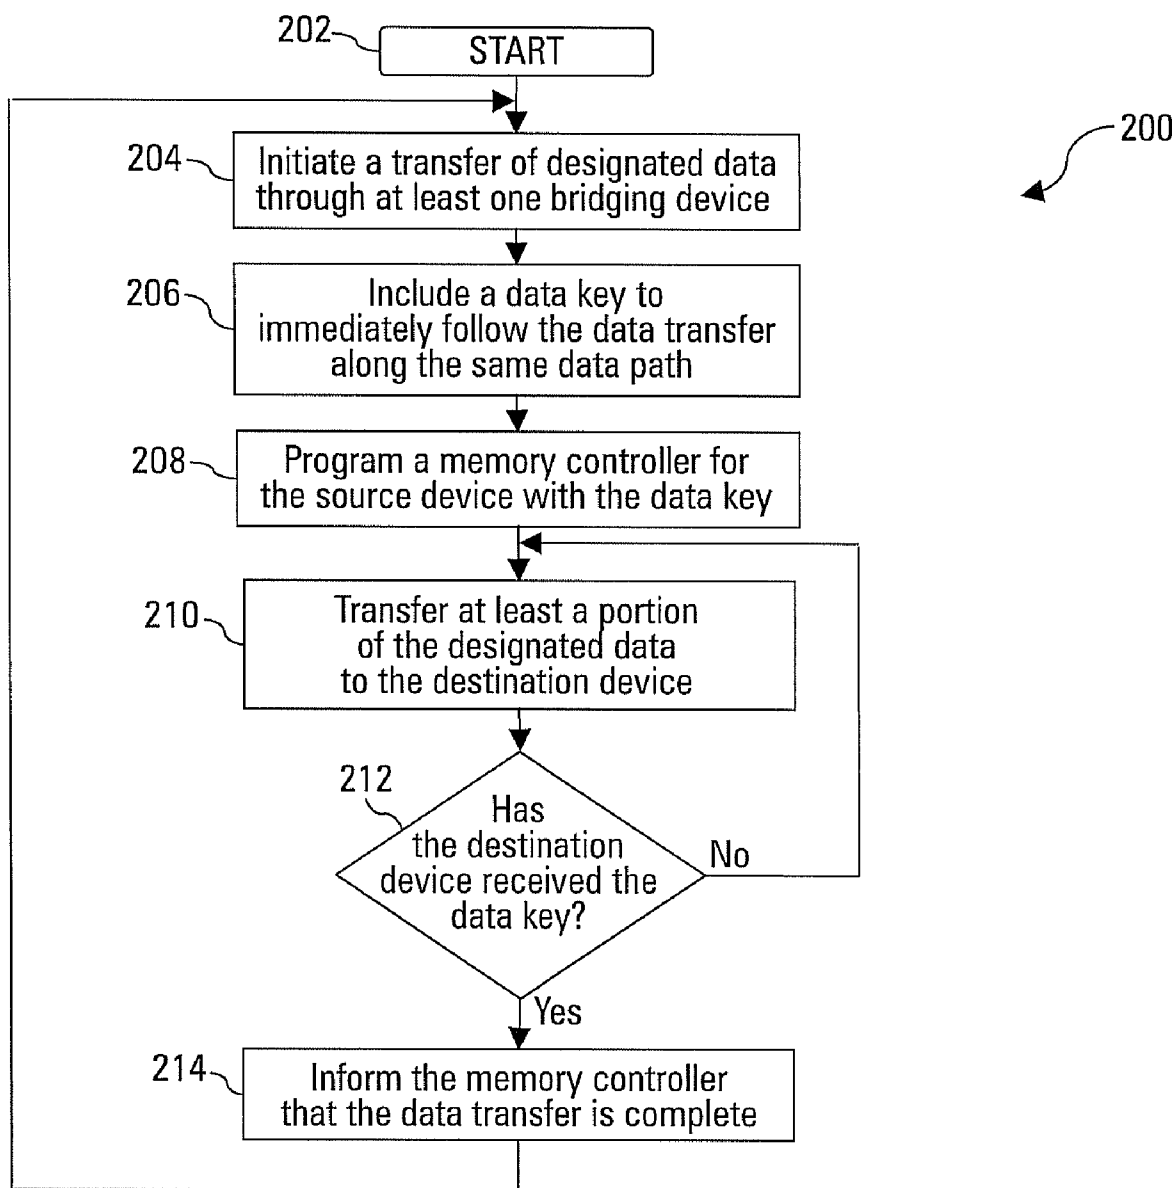 202
START
200
204
Initiate a transfer of designated data
through at least one bridging device
206
Include a data key to
immediately follow the data transfer
along the same data path
208
Program a memory controller for
the source device with the data key
210
Transfer at least a portion
of the designated data
to the destination device
212
Has
the destination
device received the
data key?
No
Yes
214
Inform the memory controller
that the data transfer is complete